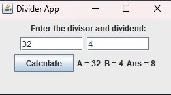 Divider App
Enter the divisor and dividend:
32 4
Calculate A = 32 B = 4 Ans = 8